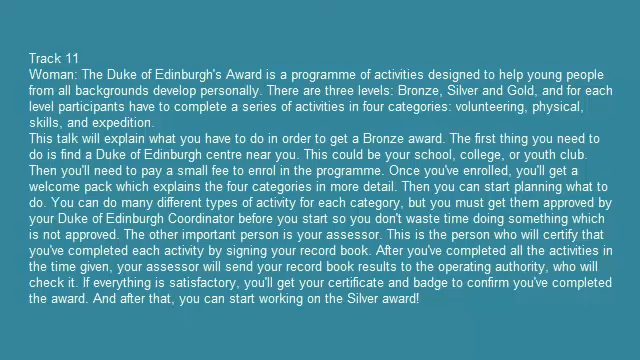 Track 11
Woman: The Duke of Edinburgh's Award is a programme of activities designed to help young people
from all backgrounds develop personally. There are three levels: Bronze, Silver and Gold, and for each
level participants have to complete a series of activities in four categories: volunteering, physical,
skills, and expedition.
This talk will explain what you have to do in order to get a Bronze award. The first thing you need to
do is find a Duke of Edinburgh centre near you. This could be your school, college, or youth club.
Then you'll need to pay a small fee to enrol in the programme. Once you've enrolled, you'll get a
welcome pack which explains the four categories in more detail. Then you can start planning what to
do. You can do many different types of activity for each category, but you must get them approved by
your Duke of Edinburgh Coordinator before you start so you don't waste time doing something which
is not approved. The other important person is your assessor. This is the person who will certify that
you've completed each activity by signing your record book. After you've completed all the activities in
the time given, your assessor will send your record book results to the operating authority, who will
check it. If everything is satisfactory, you'll get your certificate and badge to confirm you've completed
the award. And after that, you can start working on the Silver award!